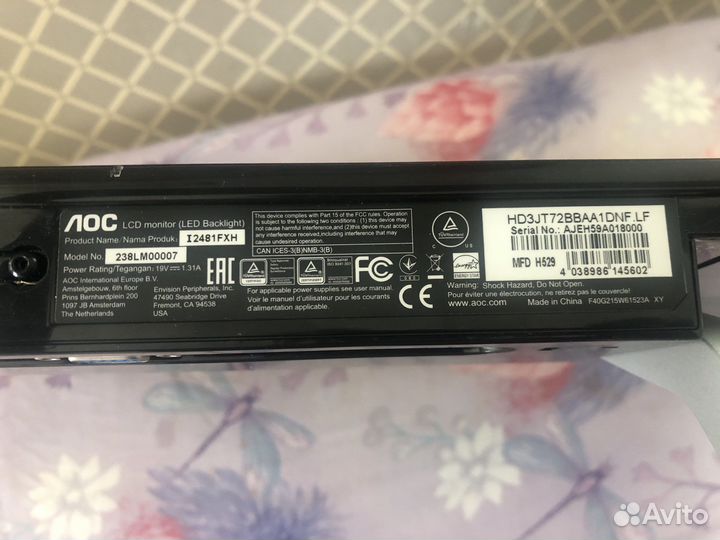 AOC LCD monitor (LED Backlight)
Product Name/Nama Produk: I2481FXH
Model No. 238LM00007
Power Rating/Tegangan: 19V⎓ 1.31A
AOC International Europe B.V.
Amstelgebouw, 6th floor
Prins Bernhardplein 200
1097 JB Amsterdam
The Netherlands
Envision Peripherals, Inc.
47490 Seabridge Drive
Fremont, CA 94538
USA
This device complies with Part 15 of the FCC rules. Operation
is subject to the following two conditions : (1) this device may
not cause harmful interference, and (2) this device must accept
any interference received, including interference that may
cause undesired operation.
CAN ICES-3(B)/NMB-3(B)
EAC
FC
For applicable power supplies see user manual.
Voir le manuel d'utilisateur pour les courants
d'alimentation applicable.
TÜVRheinland
HD3JT72BBAA1DNF.LF
Serial No.: AJEH59A018000
MFD H529
4 038986 145602
ENERGY STAR
CE
Warning: Shock Hazard, Do Not Open.
Pour éviter un électrocution, ne retirez pas le couvercle!
www.aoc.com
Made in China
F40G215W61523A XY
Avito